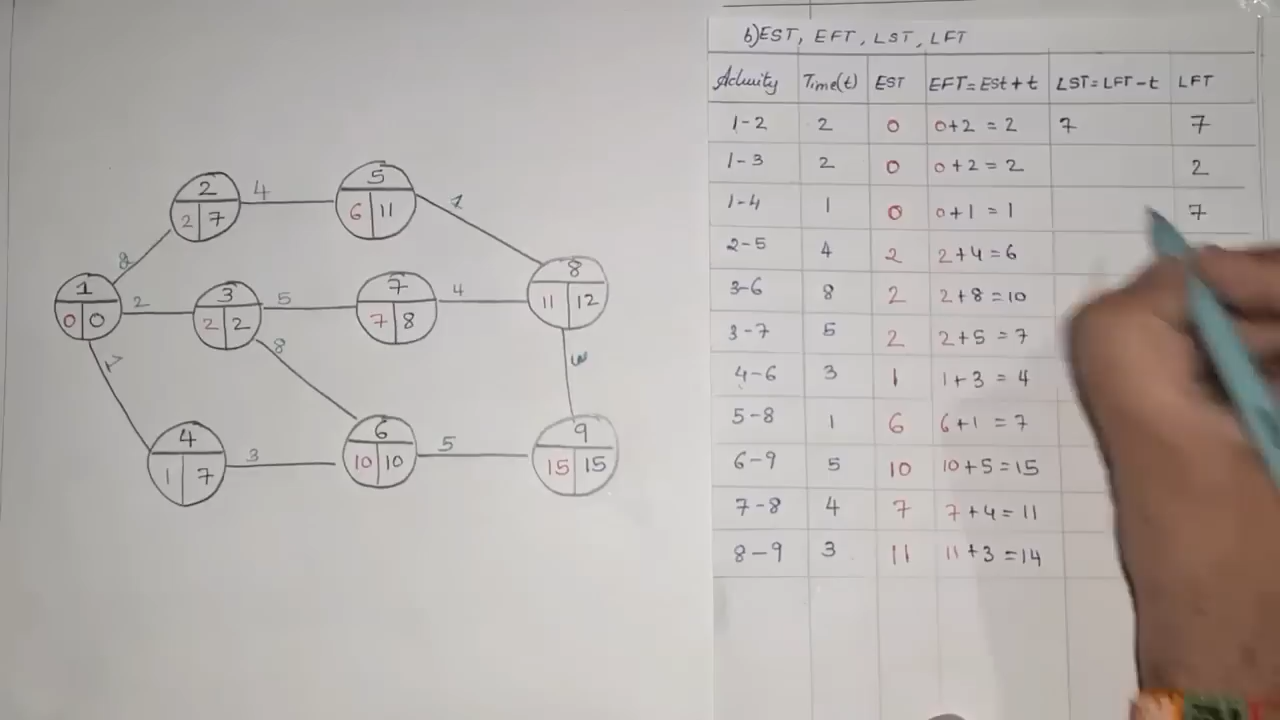 b) EST, EFT, LST, LFT
Activity Time(t) EST EFT=ESt+t LST=LFT-t LFT
1-2 2 0 0+2=2 7 7
1-3 2 0 0+2=2 2
1-4 1 0 0+1=1 7
2-5 4 2 2+4=6
3-6 8 2 2+8=10
3-7 5 2 2+5=7
4-6 3 1 1+3=4
5-8 1 6 6+1=7
6-9 5 10 10+5=15
7-8 4 7 7+4=11
8-9 3 11 11+3=14
2
2 7
4
5
6 11
1
8
11 12
2
1
0 0
2
3
2 2
5
7
7 8
4
8
3
1
4
1 7
3
6
10 10
5
9
15 15